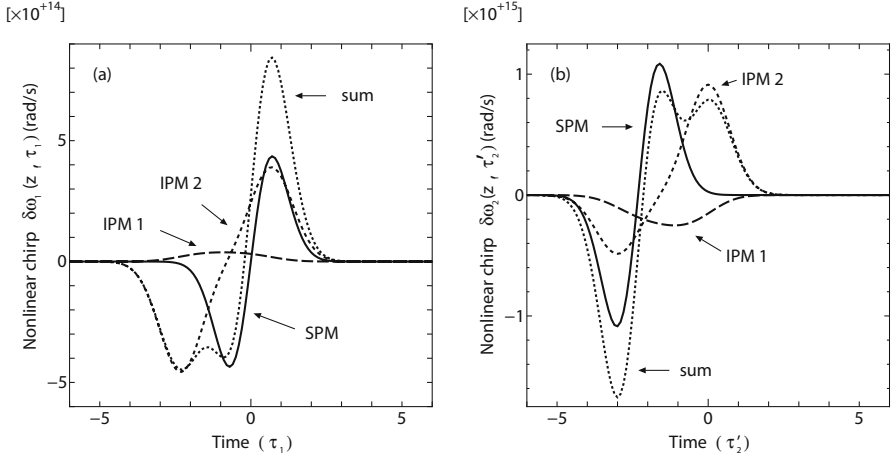 [×10⁺¹⁴]
(a)
sum
IPM 2
IPM 1
SPM
5
0
−5
−5
0
5
Nonlinear chirp δω₁(z, τ₁)(rad/s)
Time (τ₁)
[×10⁺¹⁵]
(b)
IPM 2
SPM
IPM 1
sum
1
0
−1
−5
0
5
Nonlinear chirp δω₂(z, τ′₂)(rad/s)
Time (τ′₂)